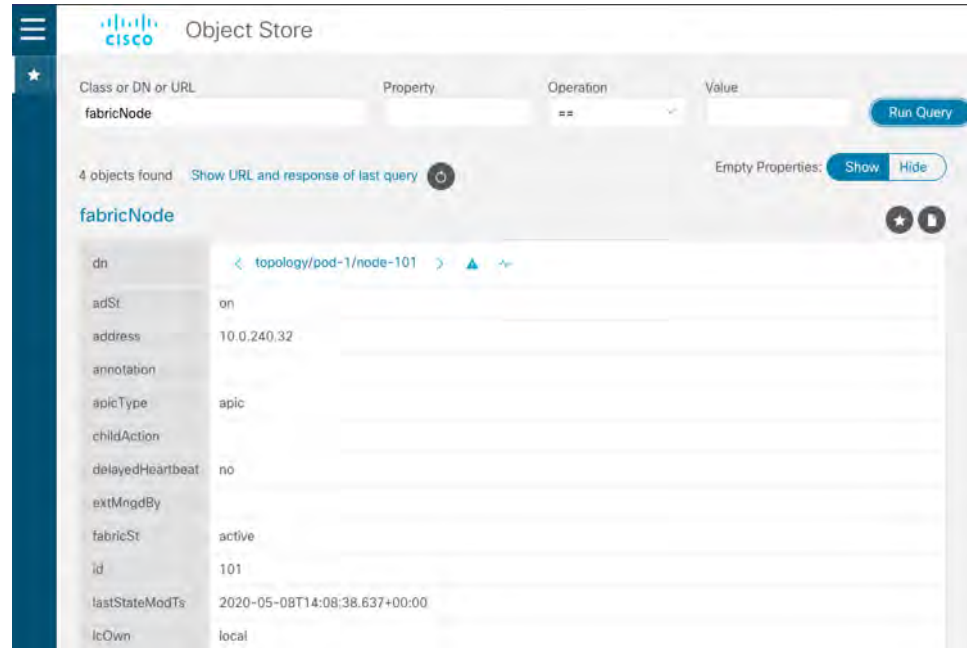 CISCO Object Store
Class or DN or URL Property Operation Value
fabricNode == Run Query
4 objects found Show URL and response of last query Empty Properties: Show Hide
fabricNode
dn topology/pod-1/node-101
adSt on
address 10.0.240.32
annotation
apicType apic
childAction
delayedHeartbeat no
extMngdBy
fabricSt active
id 101
lastStateModTs 2020-05-08T14:08:38.637+00:00
lcOwn local